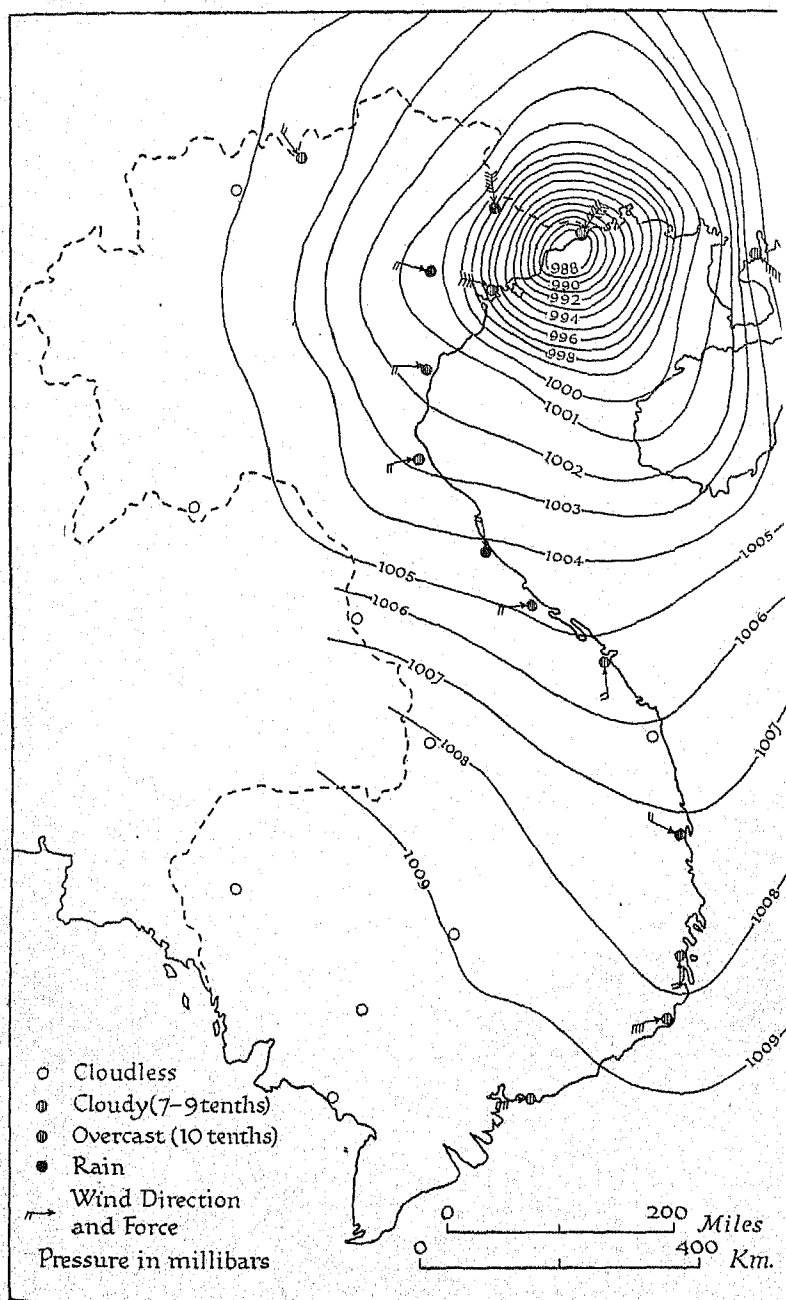 988
990
992
994
996
998
1000
1001
1002
1003
1004
1005
1005
1006
1006
1007
1007
1008
1008
1009
1009
Cloudless
Cloudy (7–9 tenths)
Overcast (10 tenths)
Rain
Wind Direction
and Force
Pressure in millibars
0 200 Miles
0 400 Km.